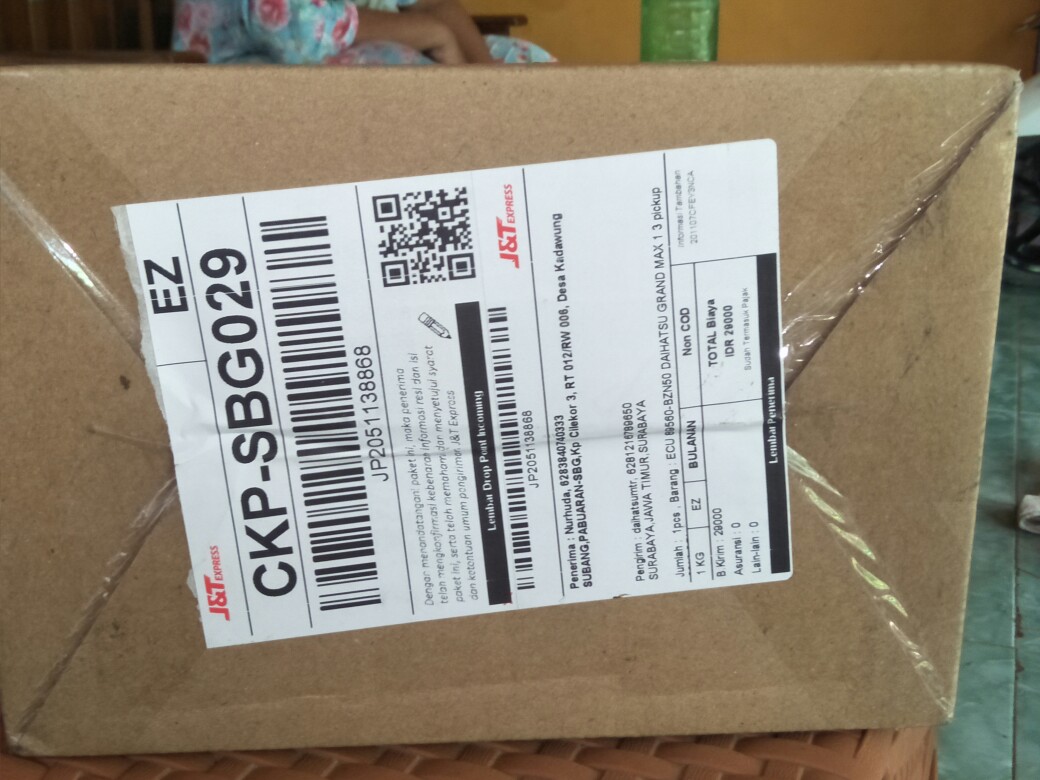 J&T EXPRESS
EZ
CKP-SBG029
JP2051138868
Dengan menandatangani paket ini, maka penerima
telah mengkonfirmasi kebenaran informasi resi dan isi
paket ini, serta telah memahami dan menyetujui syarat
dan ketentuan umum pengiriman J&T Express
Lembar Drop Point Incoming
J&T EXPRESS
JP2051138868
Penerima : Nurhuda, 6283840740333
SUBANG,PABUARAN-SBG,Kp Cilekor 3, RT 012/RW 006, Desa Kadawung
Pengirim : daihatsumtr, 6281216789650
SURABAYA,JAWA TIMUR,SURABAYA
Jumlah : 1pcs , Barang : ECU 89560-BZN50 DAIHATSU GRAND MAX 1 3 pickup
1 KG EZ BULANIN Non COD
Informasi Tambahan
B.Kirim : 29000
Asuransi : 0
Lain-lain : 0
TOTAL Biaya
IDR 29000
Sudah Termasuk Pajak
Lembar Penerima